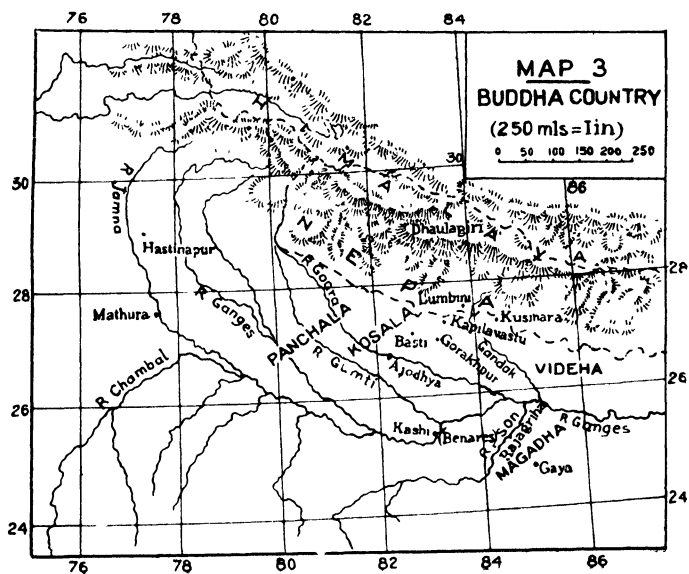 76 78 80 82 84
MAP 3
BUDDHA COUNTRY
(250 mls=1in)
0 50 100 150 200 250
30
86
30
R Jamna
HIMALAYA
Hastinapur
NEPAL
Dhaulagiri
28
28
R Gogra
Lumbini
Kusinara
Mathura
R Ganges
PANCHALA
KOSALA
Kapilavastu
Basti
Gorakhpur
Gandak
VIDEHA
R Chambal
R Gumti
Ajodhya
26
26
Kashi (Benares)
R Son
Rajagriha
R Ganges
MAGADHA
Gaya
24
24
76 78 80 82 84 86